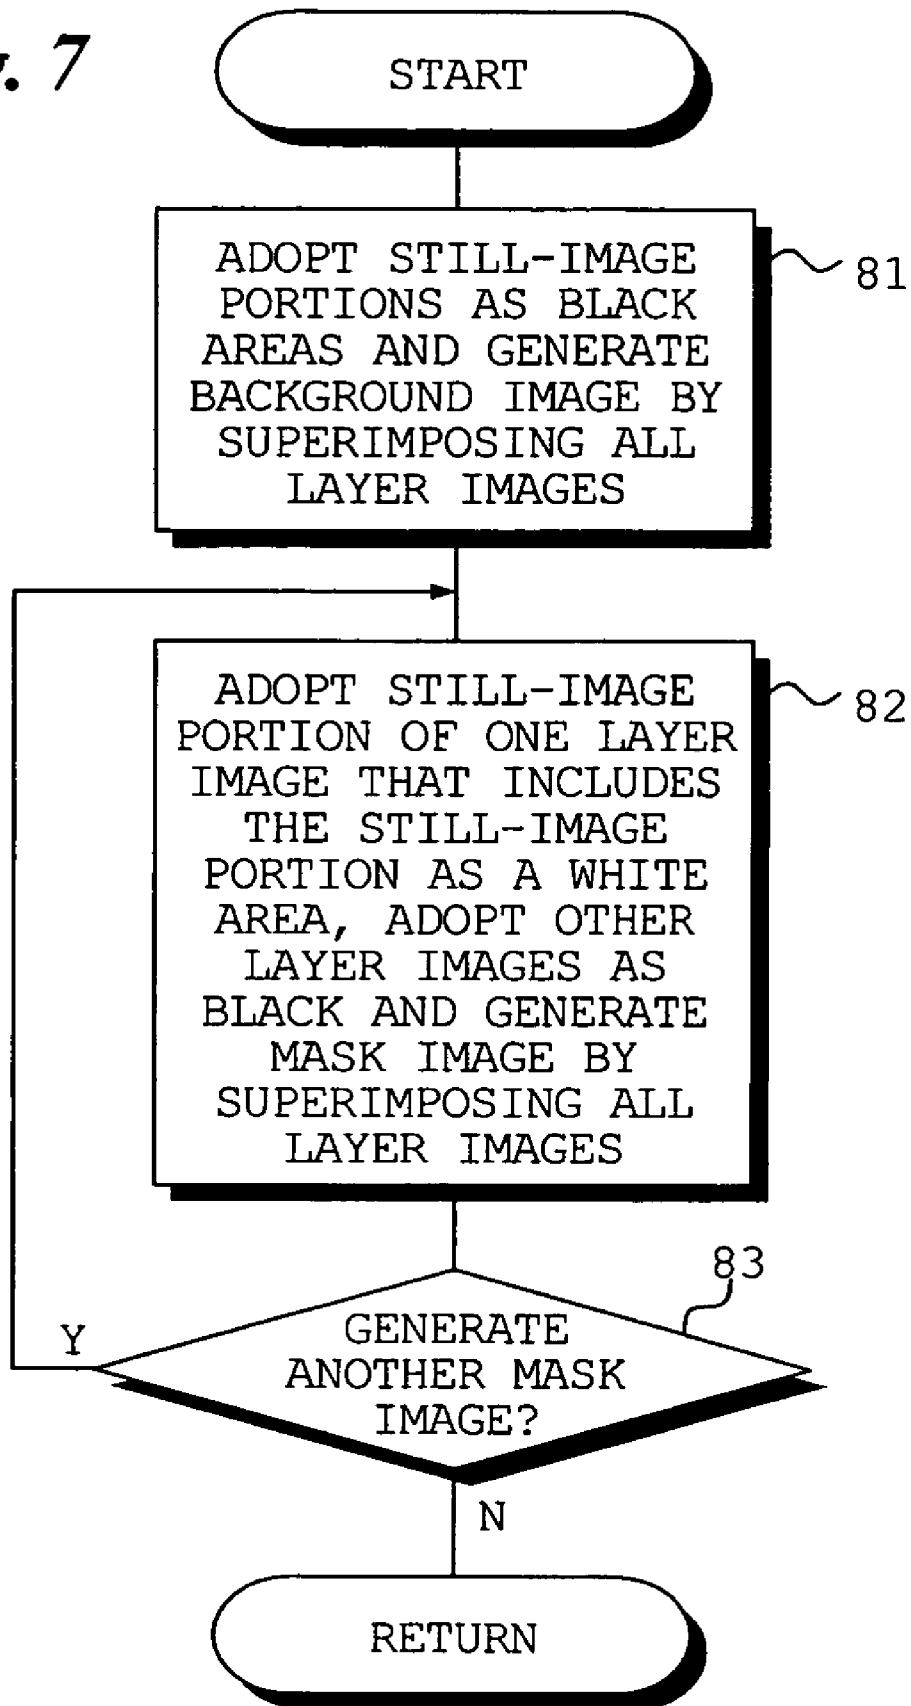 . 7
START
ADOPT STILL-IMAGE
PORTIONS AS BLACK
AREAS AND GENERATE
BACKGROUND IMAGE BY
SUPERIMPOSING ALL
LAYER IMAGES
81
ADOPT STILL-IMAGE
PORTION OF ONE LAYER
IMAGE THAT INCLUDES
THE STILL-IMAGE
PORTION AS A WHITE
AREA, ADOPT OTHER
LAYER IMAGES AS
BLACK AND GENERATE
MASK IMAGE BY
SUPERIMPOSING ALL
LAYER IMAGES
82
83
GENERATE
ANOTHER MASK
IMAGE?
Y
N
RETURN